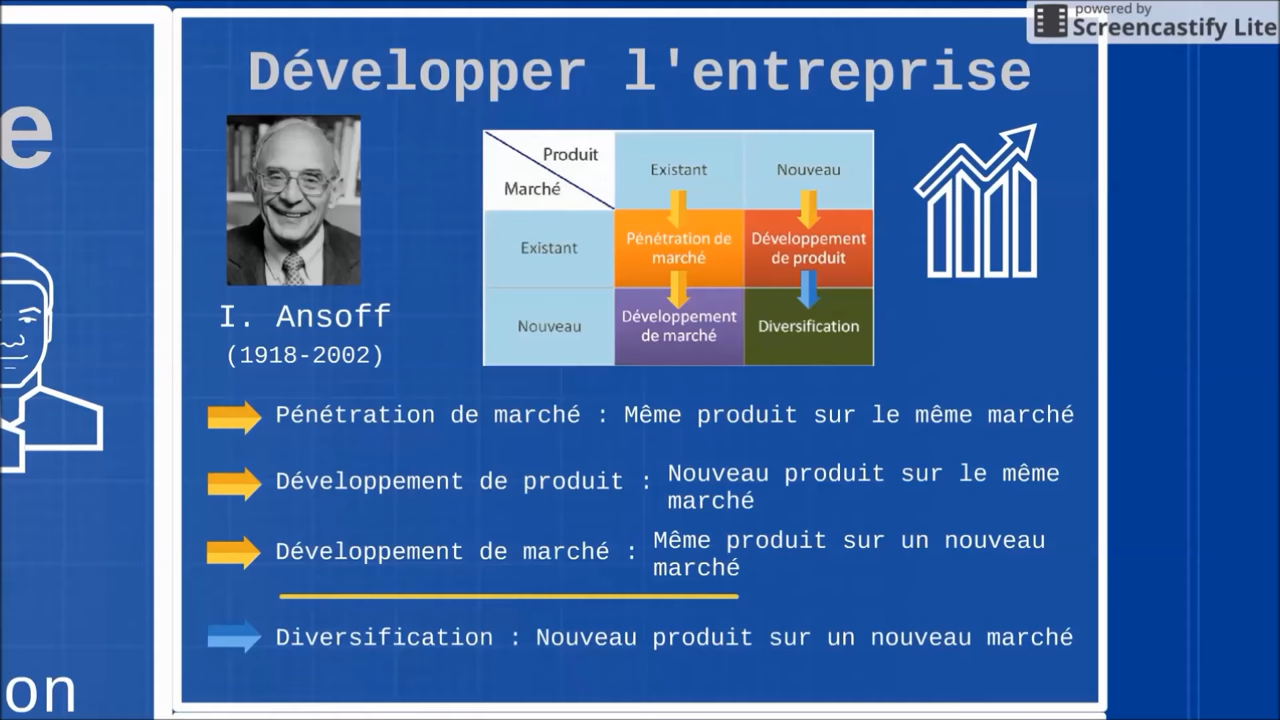 powered by
Screencastify Lite
e
on
Développer l'entreprise
I. Ansoff
(1918-2002)
Produit
Marché
Existant
Nouveau
Existant
Pénétration de
marché
Développement
de produit
Nouveau
Développement
de marché
Diversification
Pénétration de marché : Même produit sur le même marché
Développement de produit : Nouveau produit sur le même
marché
Développement de marché : Même produit sur un nouveau
marché
Diversification : Nouveau produit sur un nouveau marché